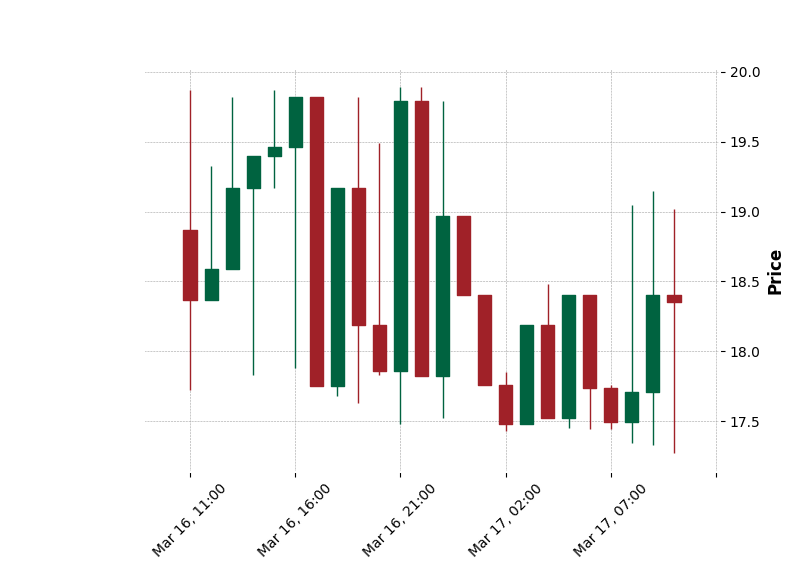 20.0
19.5
19.0
18.5
18.0
17.5
Price
Mar 16, 11:00
Mar 16, 16:00
Mar 16, 21:00
Mar 17, 02:00
Mar 17, 07:00